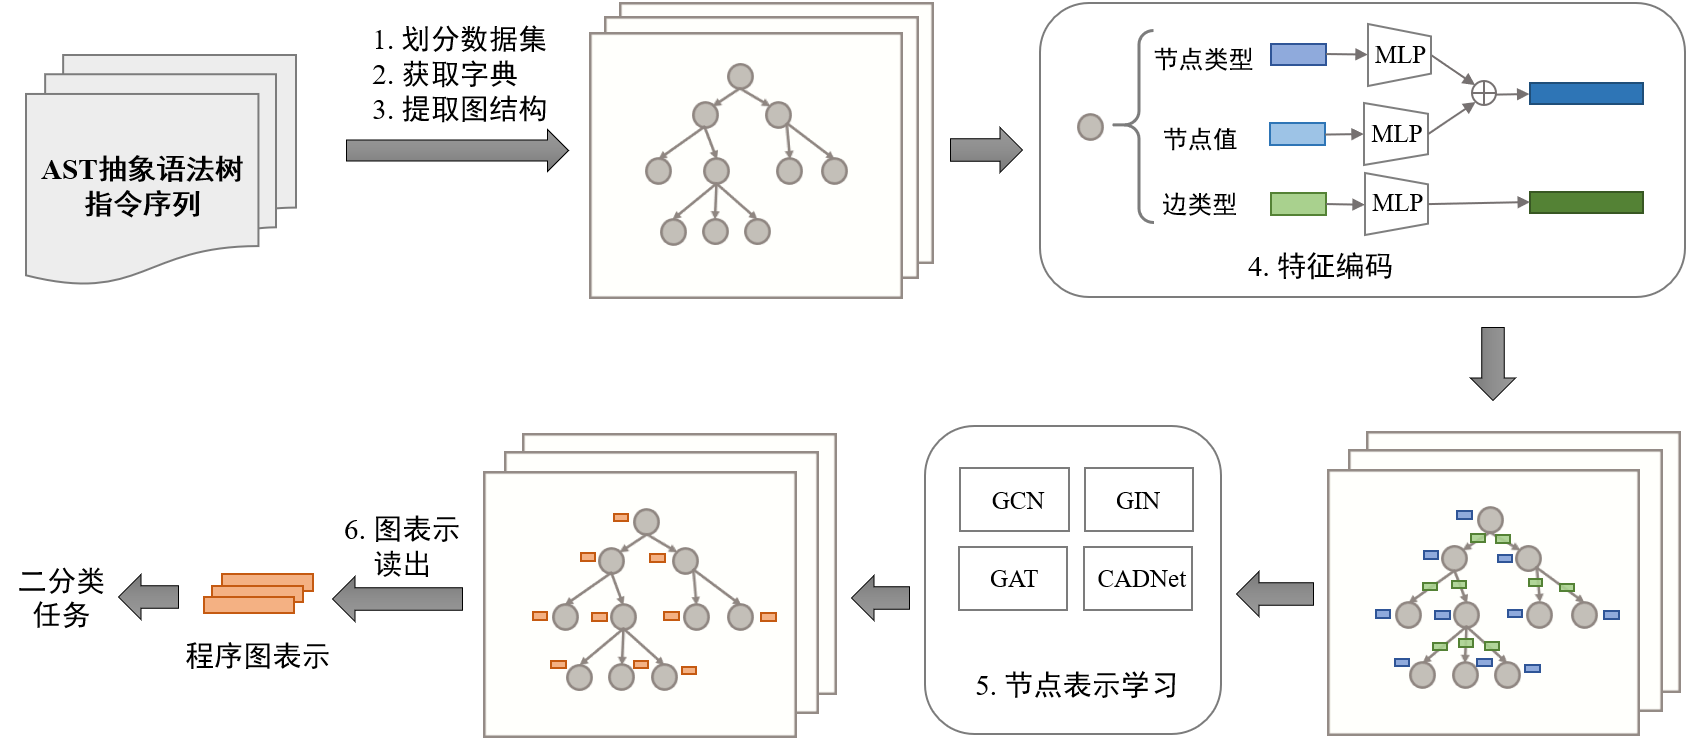 AST抽象语法树
指令序列
1. 划分数据集
2. 获取字典
3. 提取图结构
节点类型
MLP
节点值
MLP
边类型
MLP
4. 特征编码
GCN
GIN
GAT
CADNet
5. 节点表示学习
6. 图表示
读出
程序图表示
二分类
任务